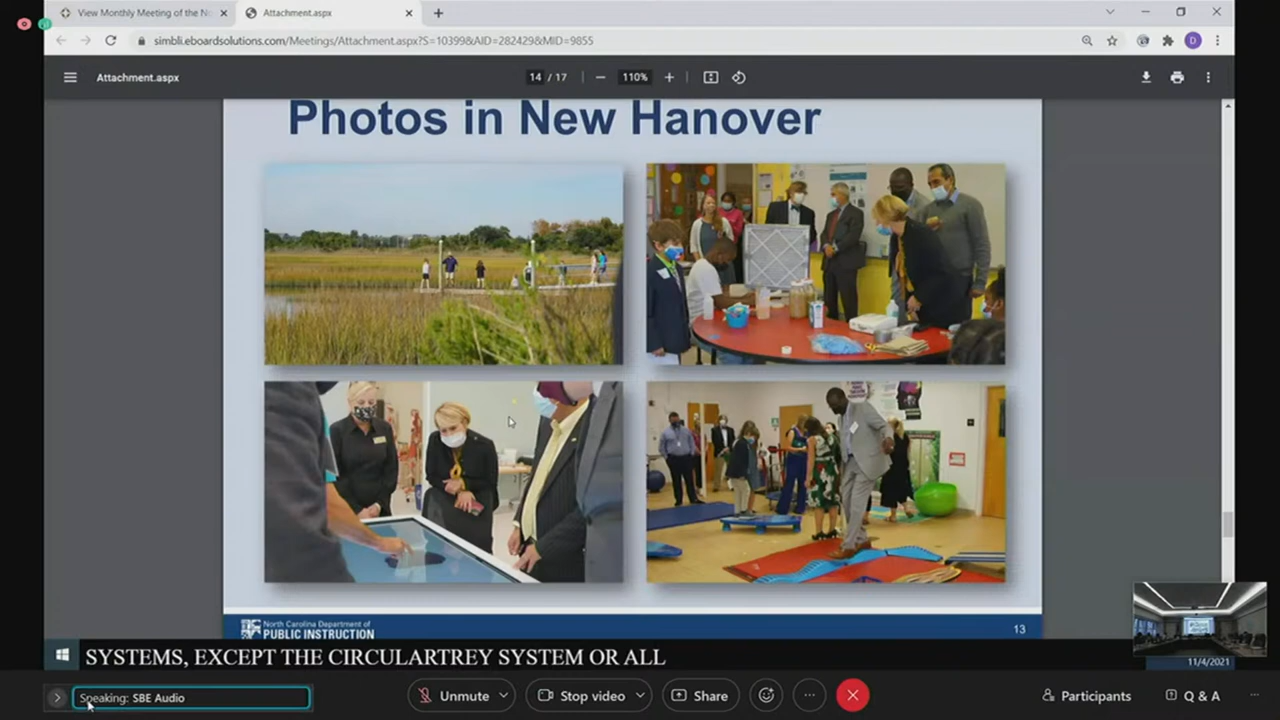 View Monthly Meeting of the N
Attachment.aspx
simbli.eboardsolutions.com/Meetings/Attachment.aspx?S=10399&AID=282429&MID=9855
Attachment.aspx
14 / 17
110%
Photos in New Hanover
North Carolina Department of
PUBLIC INSTRUCTION
13
SYSTEMS, EXCEPT THE CIRCULARTREY SYSTEM OR ALL
11/4/2021
Speaking: SBE Audio
Unmute
Stop video
Share
Participants
Q & A
D